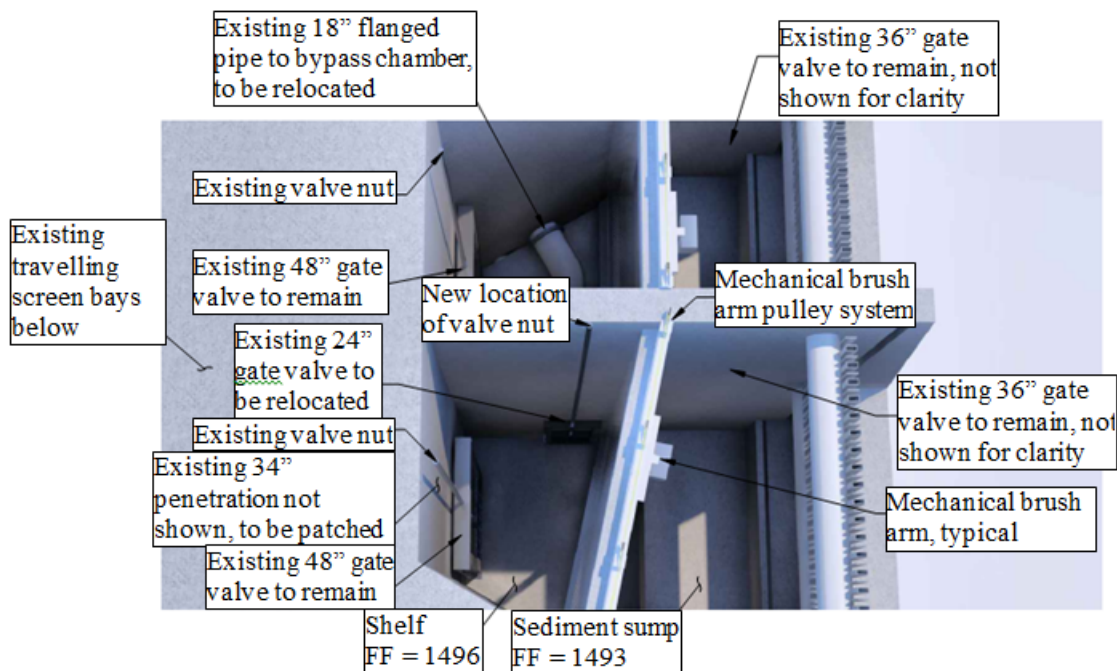 Existing 18” flanged
pipe to bypass chamber,
to be relocated
Existing 36” gate
valve to remain, not
shown for clarity
Existing valve nut
Existing
travelling
screen bays
below
Existing 48” gate
valve to remain
New location
of valve nut
Mechanical brush
arm pulley system
Existing 24”
gate valve to
be relocated
Existing 36” gate
valve to remain, not
shown for clarity
Existing valve nut
Existing 34”
penetration not
shown, to be patched
Mechanical brush
arm, typical
Existing 48” gate
valve to remain
Shelf
FF = 1496
Sediment sump
FF = 1493